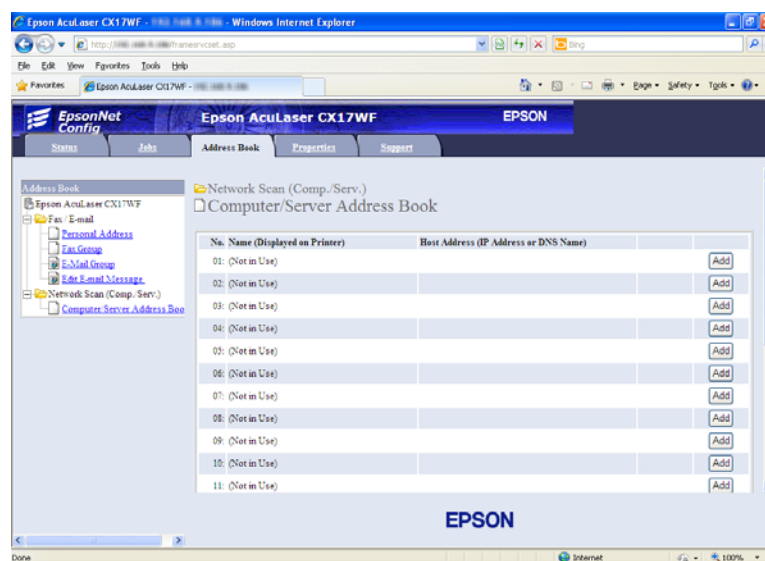 Epson AcuLaser CX17WF - - Windows Internet Explorer
http:// /framesrvcset.asp
Bing
File Edit View Favorites Tools Help
Favorites Epson AcuLaser CX17WF -
Page Safety Tools
EpsonNet Config
Epson AcuLaser CX17WF
EPSON
Status Jobs Address Book Properties Support
Address Book
Epson AcuLaser CX17WF
Fax / E-mail
Personal Address
Fax Group
E-Mail Group
Edit E-mail Message
Network Scan (Comp./Serv.)
Computer/Server Address Boo
Network Scan (Comp./Serv.)
Computer/Server Address Book
No. Name (Displayed on Printer) Host Address (IP Address or DNS Name)
01: (Not in Use) Add
02: (Not in Use) Add
03: (Not in Use) Add
04: (Not in Use) Add
05: (Not in Use) Add
06: (Not in Use) Add
07: (Not in Use) Add
08: (Not in Use) Add
09: (Not in Use) Add
10: (Not in Use) Add
11: (Not in Use) Add
EPSON
Done Internet 100%